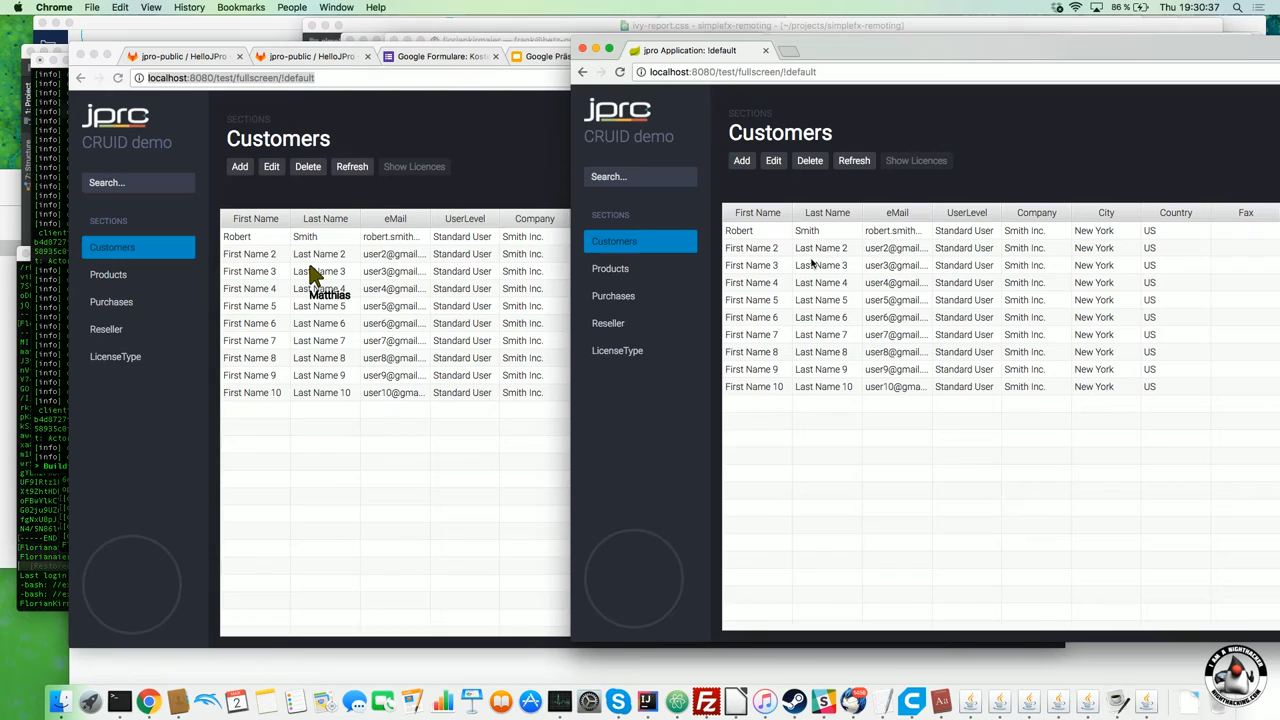 Chrome File Edit View History Bookmarks People Window Help
86 % Thu 19:30:37
ivy-report.css - simplefx-remoting - [~/projects/simplefx-remoting]
jpro-public / HelloJPro
jpro-public / HelloJPro
Google Formulare: Kosten
Google Präs
localhost:8080/test/fullscreen/!default
jpro
CRUID demo
Search...
SECTIONS
Customers
Products
Purchases
Reseller
LicenseType
SECTIONS
Customers
Add Edit Delete Refresh Show Licences
First Name Last Name eMail UserLevel Company
Robert Smith robert.smith... Standard User Smith Inc.
First Name 2 Last Name 2 user2@gmail.... Standard User Smith Inc.
First Name 3 Last Name 3 user3@gmail.... Standard User Smith Inc.
First Name 4 Last Name 4 user4@gmail.... Standard User Smith Inc.
Matthias
First Name 5 Last Name 5 user5@gmail.... Standard User Smith Inc.
First Name 6 Last Name 6 user6@gmail.... Standard User Smith Inc.
First Name 7 Last Name 7 user7@gmail.... Standard User Smith Inc.
First Name 8 Last Name 8 user8@gmail.... Standard User Smith Inc.
First Name 9 Last Name 9 user9@gmail.... Standard User Smith Inc.
First Name 10 Last Name 10 user10@gma... Standard User Smith Inc.
jpro Application: !default
localhost:8080/test/fullscreen/!default
jpro
CRUID demo
Search...
SECTIONS
Customers
Products
Purchases
Reseller
LicenseType
SECTIONS
Customers
Add Edit Delete Refresh Show Licences
First Name Last Name eMail UserLevel Company City Country Fax
Robert Smith robert.smith... Standard User Smith Inc. New York US
First Name 2 Last Name 2 user2@gmail.... Standard User Smith Inc. New York US
First Name 3 Last Name 3 user3@gmail.... Standard User Smith Inc. New York US
First Name 4 Last Name 4 user4@gmail.... Standard User Smith Inc. New York US
First Name 5 Last Name 5 user5@gmail.... Standard User Smith Inc. New York US
First Name 6 Last Name 6 user6@gmail.... Standard User Smith Inc. New York US
First Name 7 Last Name 7 user7@gmail.... Standard User Smith Inc. New York US
First Name 8 Last Name 8 user8@gmail.... Standard User Smith Inc. New York US
First Name 9 Last Name 9 user9@gmail.... Standard User Smith Inc. New York US
First Name 10 Last Name 10 user10@gma... Standard User Smith Inc. New York US
Last login
I AM A NIGHTHACKER